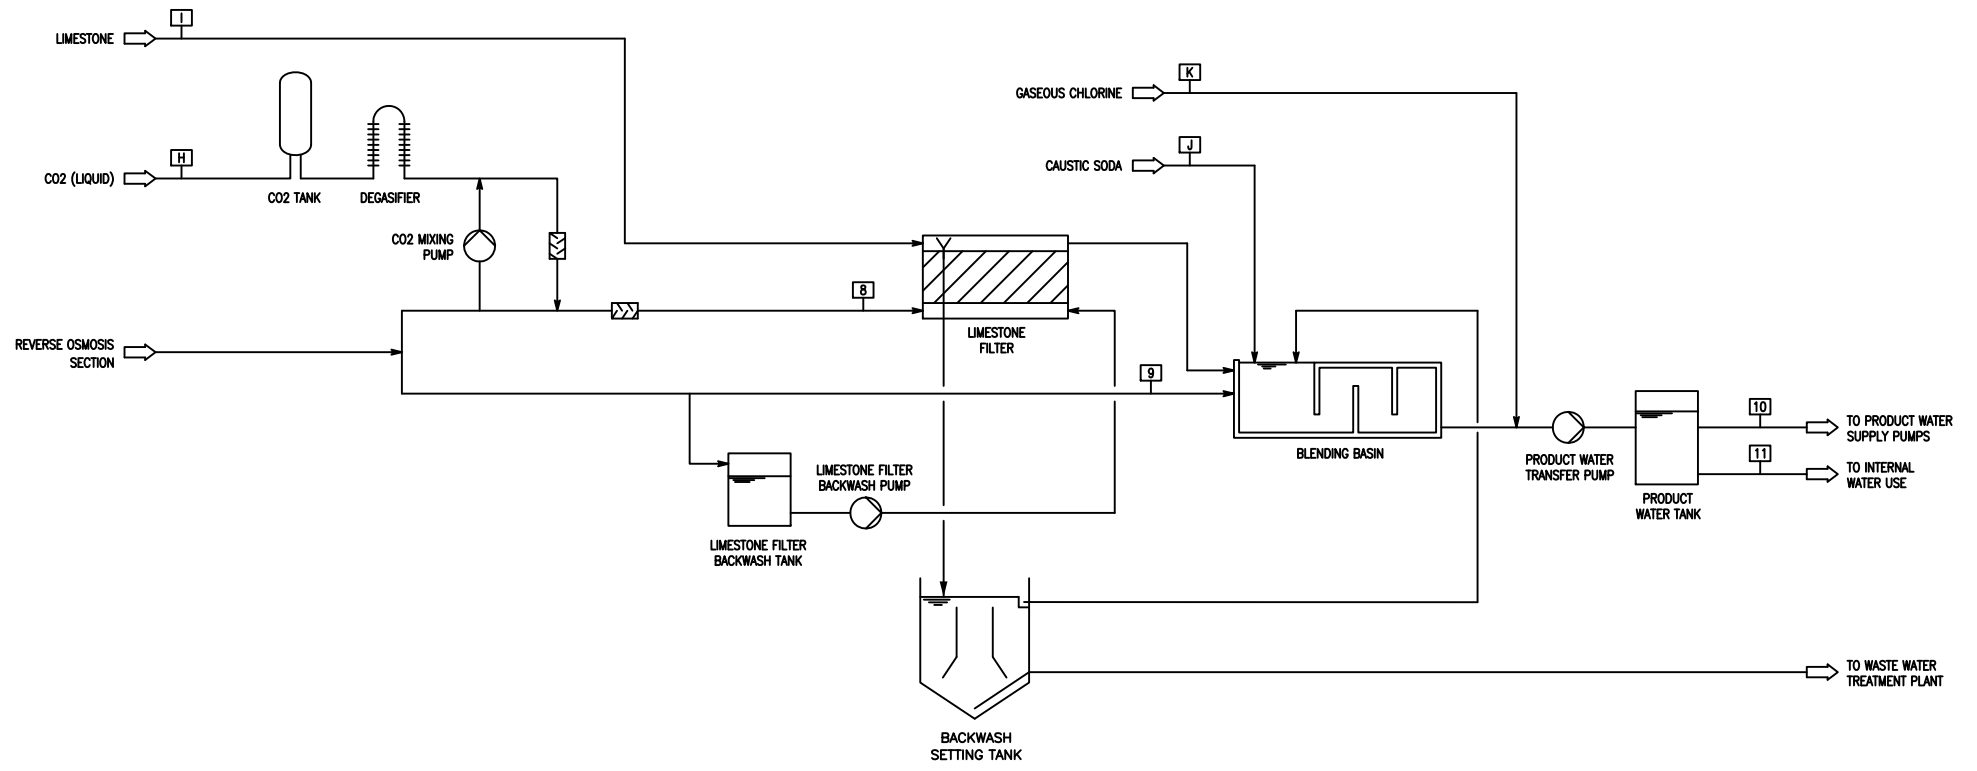 I
LIMESTONE
K
GASEOUS CHLORINE
J
CAUSTIC SODA
H
CO2 (LIQUID)
CO2 TANK
DEGASIFIER
CO2 MIXING
PUMP
8
LIMESTONE
FILTER
REVERSE OSMOSIS
SECTION
9
BLENDING BASIN
10
TO PRODUCT WATER
SUPPLY PUMPS
11
TO INTERNAL
WATER USE
PRODUCT WATER
TRANSFER PUMP
PRODUCT
WATER TANK
LIMESTONE FILTER
BACKWASH PUMP
LIMESTONE FILTER
BACKWASH TANK
TO WASTE WATER
TREATMENT PLANT
BACKWASH
SETTING TANK